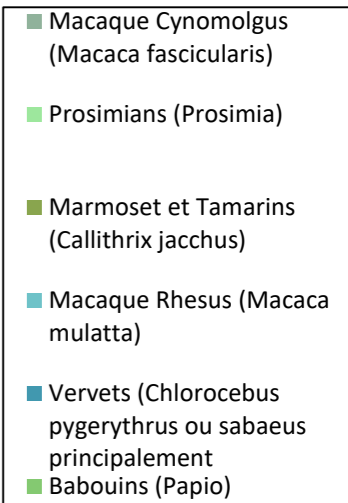 Macaque Cynomolgus
(Macaca fascicularis)
Prosimians (Prosimia)
Marmoset et Tamarins
(Callithrix jacchus)
Macaque Rhesus (Macaca
mulatta)
Vervets (Chlorocebus
pygerythrus ou sabaeus
principalement
Babouins (Papio)